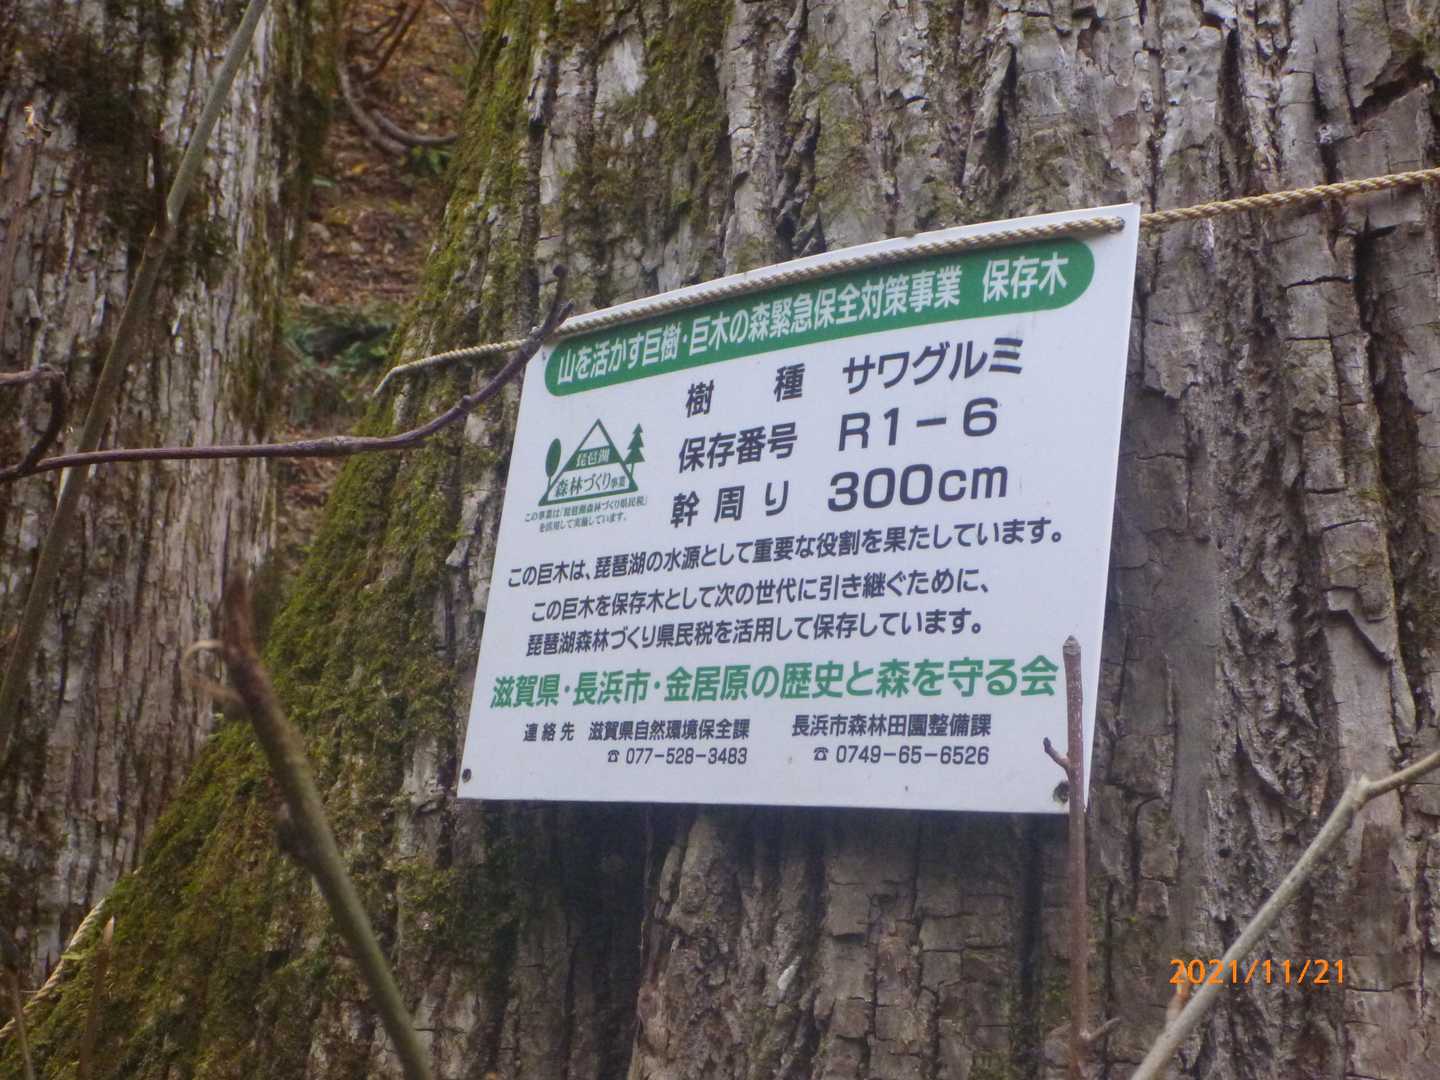 山を活かす巨樹・巨木の森緊急保全対策事業 保存木
樹 種 サワグルミ
保存番号 R1-6
幹周り 300cm
琵琶湖
森林づくり事業
この事業は「琵琶湖森林づくり県民税」
を活用して実施しています。
この巨木は、琵琶湖の水源として重要な役割を果たしています。
この巨木を保存木として次の世代に引き継ぐために、
琵琶湖森林づくり県民税を活用して保存しています。
滋賀県・長浜市・金居原の歴史と森を守る会
連絡先 滋賀県自然環境保全課 長浜市森林田園整備課
☎ 077-528-3483 ☎ 0749-65-6526
2021/11/21